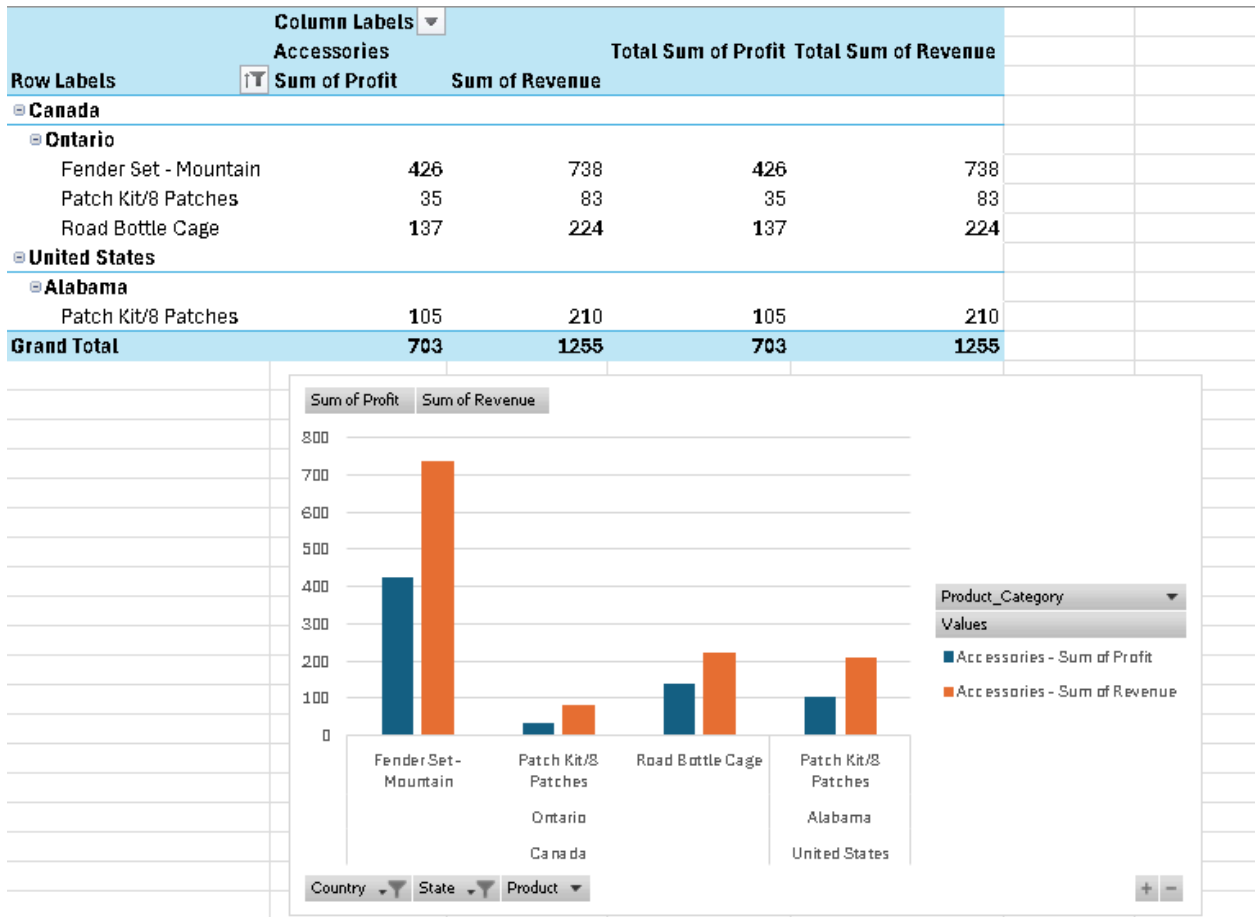 Column Labels
Accessories Total Sum of Profit Total Sum of Revenue
Row Labels Sum of Profit Sum of Revenue
Canada
Ontario
Fender Set - Mountain 426 738 426 738
Patch Kit/8 Patches 35 83 35 83
Road Bottle Cage 137 224 137 224
United States
Alabama
Patch Kit/8 Patches 105 210 105 210
Grand Total 703 1255 703 1255
Sum of Profit Sum of Revenue
800
700
600
500
400
300
200
100
0
Product_Category
Values
Accessories - Sum of Profit
Accessories - Sum of Revenue
Fender Set - Patch Kit/8 Road Bottle Cage Patch Kit/8
Mountain Patches Patches
Ontario Alabama
Canada United States
Country State Product + -